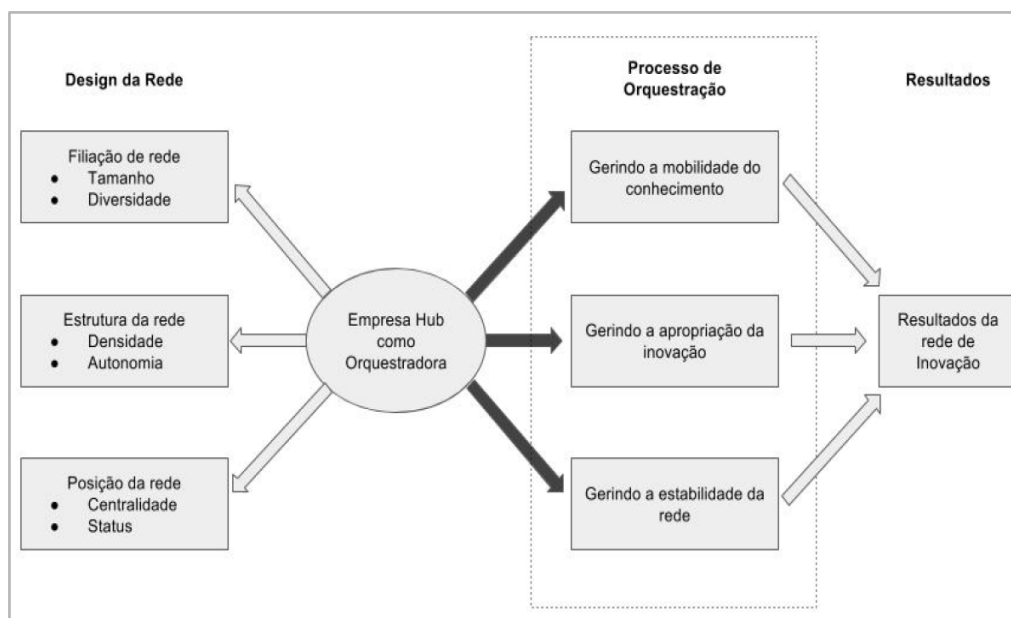 Design da Rede
Filiação de rede
● Tamanho
● Diversidade
Estrutura da rede
● Densidade
● Autonomia
Posição da rede
● Centralidade
● Status
Empresa Hub
como
Orquestradora
Processo de
Orquestração
Gerindo a mobilidade do
conhecimento
Gerindo a apropriação da
inovação
Gerindo a estabilidade da
rede
Resultados
Resultados da
rede de
Inovação